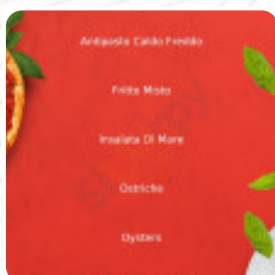 Antipasto Caldo Freddo
Fritto Misto
Insalata Di Mare
Ostriche
Oysters